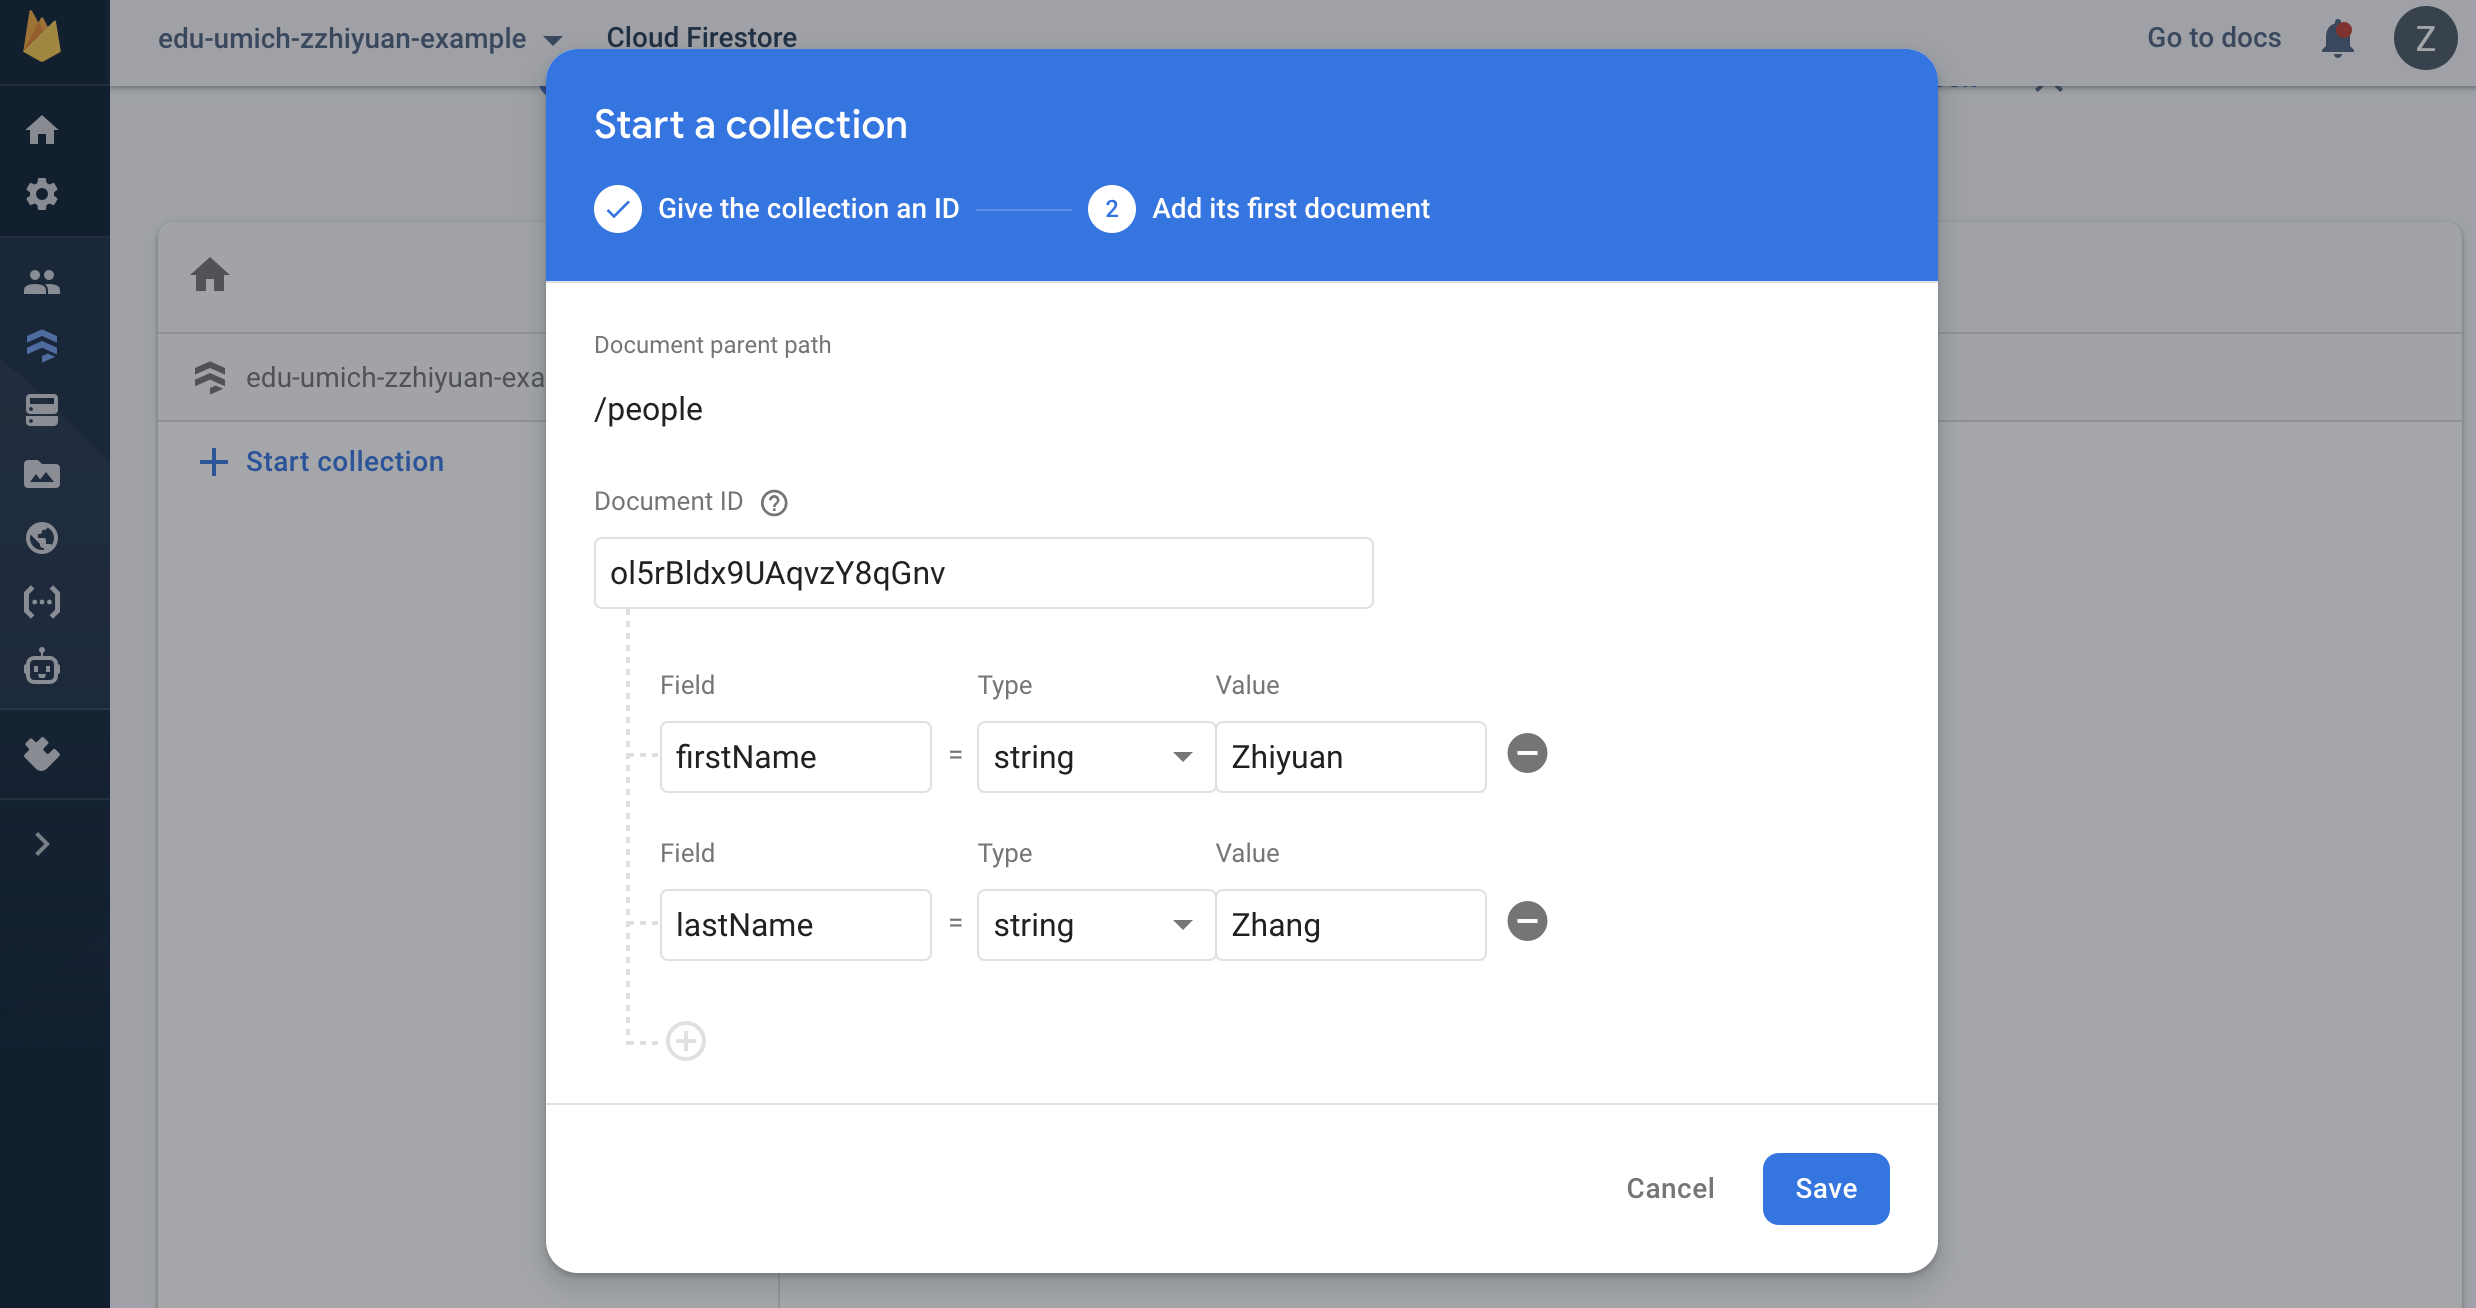 edu-umich-zzhiyuan-example
Cloud Firestore
Go to docs
Z
Start a collection
Give the collection an ID
2 Add its first document
Document parent path
/people
edu-umich-zzhiyuan-exa
Start collection
Document ID
ol5rBldx9UAqvzY8qGnv
Field Type Value
firstName = string Zhiyuan
Field Type Value
lastName = string Zhang
Cancel Save